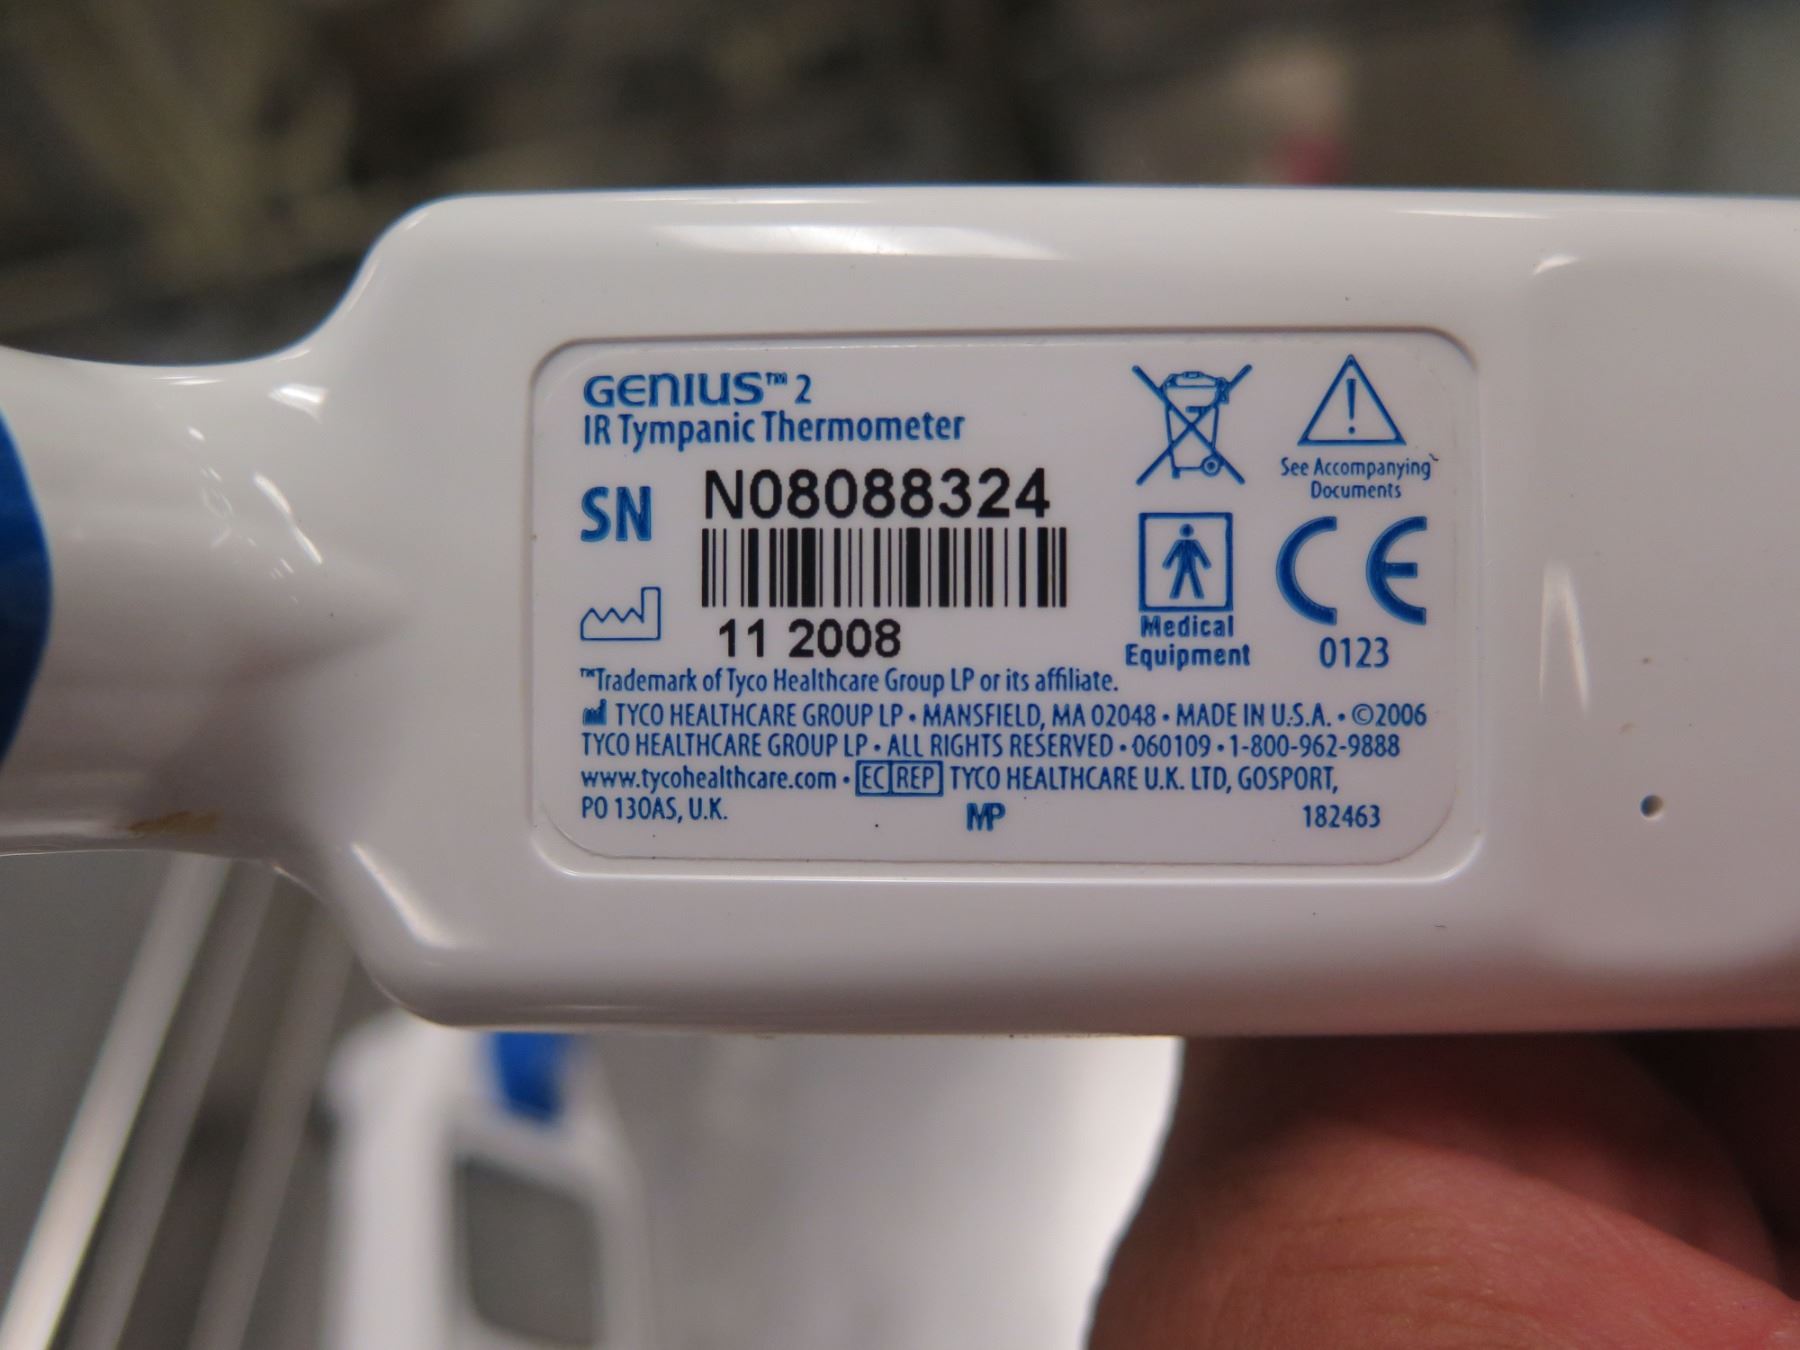 GENIUS™ 2
IR Tympanic Thermometer
SN N08088324
11 2008
See Accompanying
Documents
Medical
Equipment
CE
0123
™Trademark of Tyco Healthcare Group LP or its affiliate.
TYCO HEALTHCARE GROUP LP • MANSFIELD, MA 02048 • MADE IN U.S.A. • ©2006
TYCO HEALTHCARE GROUP LP • ALL RIGHTS RESERVED • 060109 • 1-800-962-9888
www.tycohealthcare.com • EC REP TYCO HEALTHCARE U.K. LTD, GOSPORT,
PO 130AS, U.K.
MP
182463